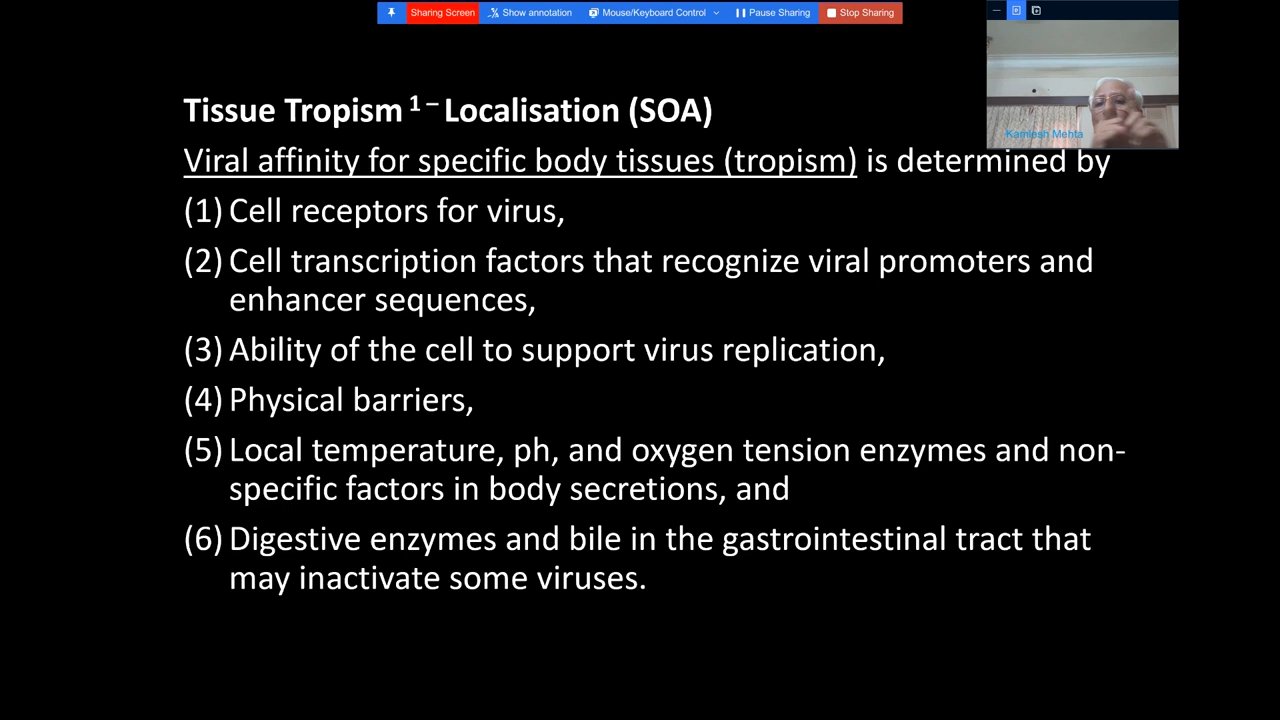 Sharing Screen Show annotation Mouse/Keyboard Control Pause Sharing Stop Sharing
Kamlesh Mehta
Tissue Tropism ¹ – Localisation (SOA)
Viral affinity for specific body tissues (tropism) is determined by
(1) Cell receptors for virus,
(2) Cell transcription factors that recognize viral promoters and
enhancer sequences,
(3) Ability of the cell to support virus replication,
(4) Physical barriers,
(5) Local temperature, ph, and oxygen tension enzymes and non-
specific factors in body secretions, and
(6) Digestive enzymes and bile in the gastrointestinal tract that
may inactivate some viruses.